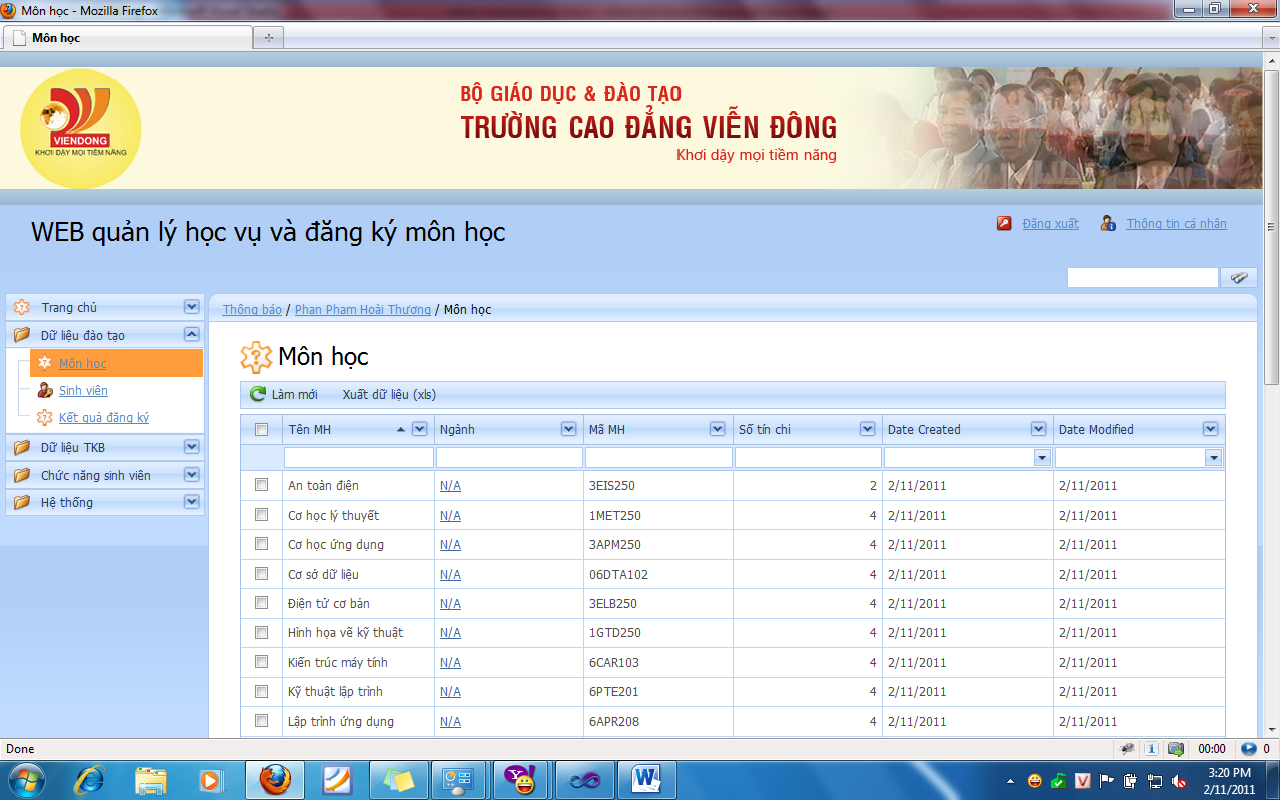 Môn học - Mozilla Firefox
Môn học
VIENDONG
KHƠI DẬY MỌI TIỀM NĂNG
BỘ GIÁO DỤC & ĐÀO TẠO
TRƯỜNG CAO ĐẲNG VIỄN ĐÔNG
Khơi dậy mọi tiềm năng
WEB quản lý học vụ và đăng ký môn học
Đăng xuất
Thông tin cá nhân
Trang chủ
Dữ liệu đào tạo
Môn học
Sinh viên
Kết quả đăng ký
Dữ liệu TKB
Chức năng sinh viên
Hệ thống
Thông báo / Phan Phạm Hoài Thương / Môn học
Môn học
Làm mới Xuất dữ liệu (xls)
Tên MH Ngành Mã MH Số tín chỉ Date Created Date Modified
An toàn điện N/A 3EIS250 2 2/11/2011 2/11/2011
Cơ học lý thuyết N/A 1MET250 4 2/11/2011 2/11/2011
Cơ học ứng dụng N/A 3APM250 4 2/11/2011 2/11/2011
Cơ sở dữ liệu N/A 06DTA102 4 2/11/2011 2/11/2011
Điện tử cơ bản N/A 3ELB250 4 2/11/2011 2/11/2011
Hình họa vẽ kỹ thuật N/A 1GTD250 4 2/11/2011 2/11/2011
Kiến trúc máy tính N/A 6CAR103 4 2/11/2011 2/11/2011
Kỹ thuật lập trình N/A 6PTE201 4 2/11/2011 2/11/2011
Lập trình ứng dụng N/A 6APR208 4 2/11/2011 2/11/2011
Done
00:00
0
3:20 PM
2/11/2011